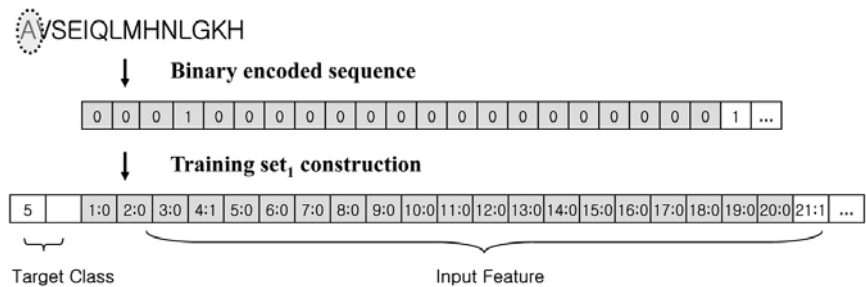 AVSEIQLMHNLGKH
Binary encoded sequence
0 0 0 1 0 0 0 0 0 0 0 0 0 0 0 0 0 0 0 0 1 ...
Training set₁ construction
5 1:0 2:0 3:0 4:1 5:0 6:0 7:0 8:0 9:0 10:0 11:0 12:0 13:0 14:0 15:0 16:0 17:0 18:0 19:0 20:0 21:1 ...
Target Class Input Feature